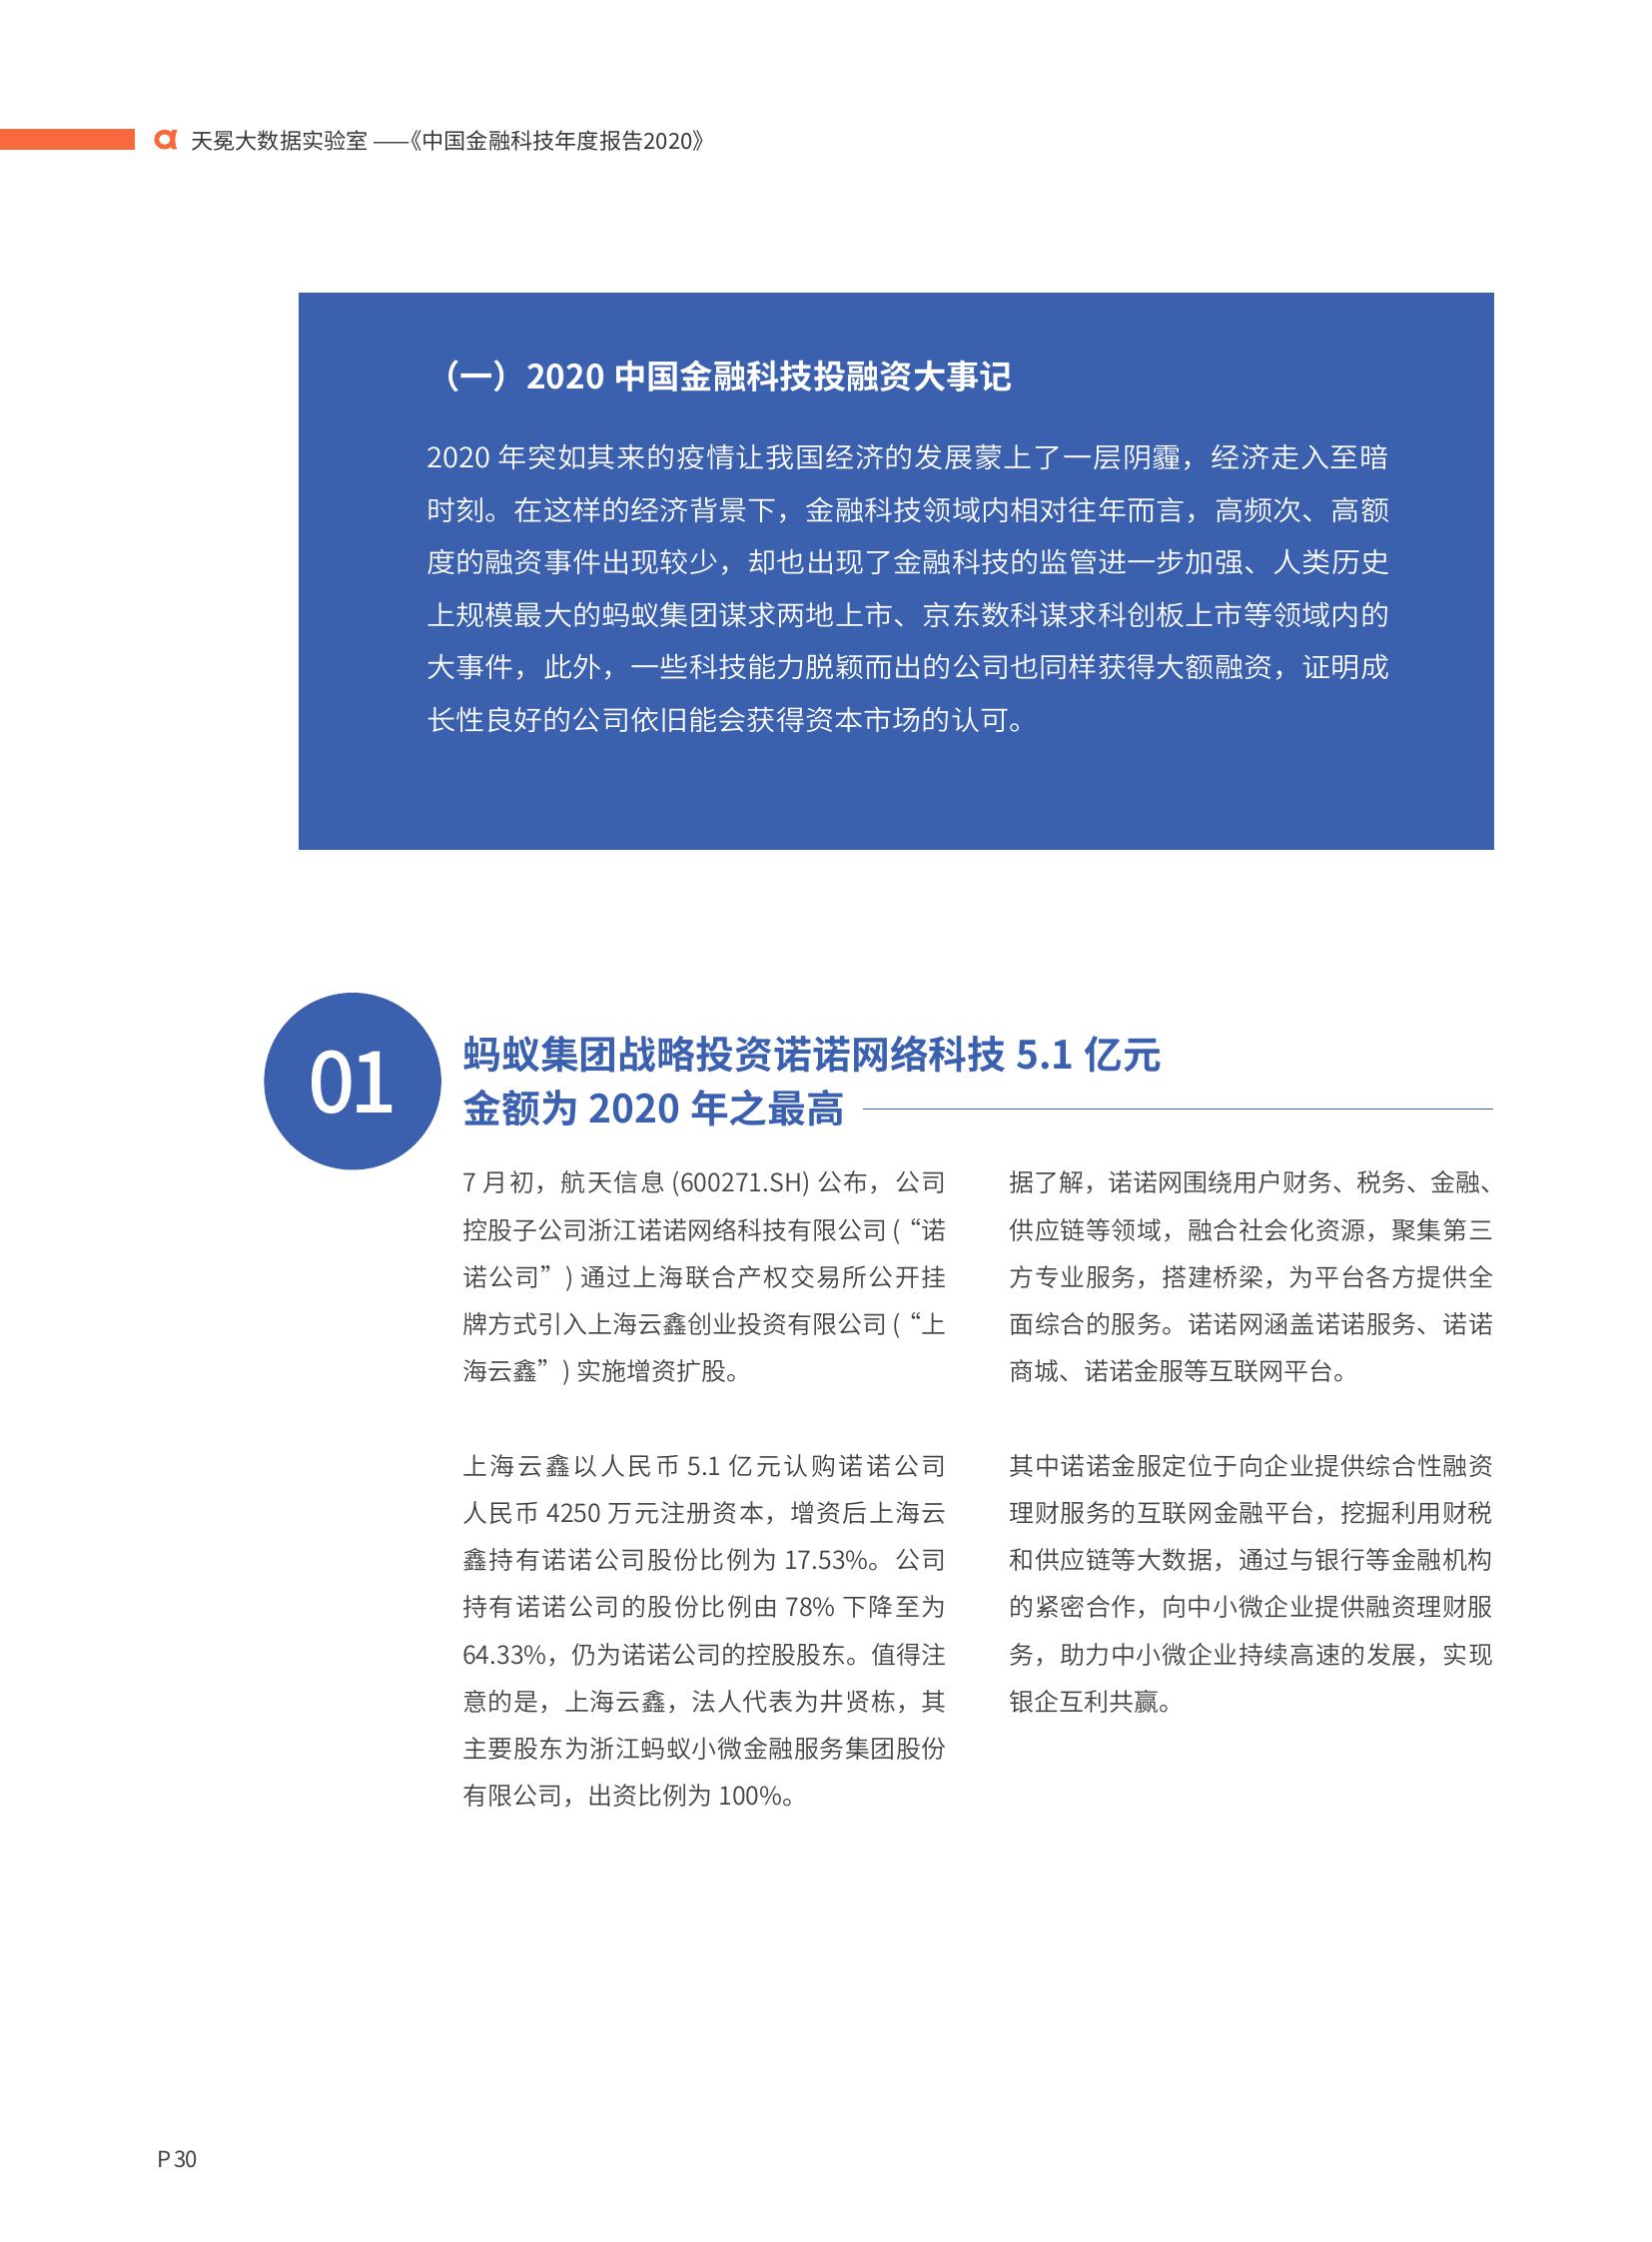 天冕大数据实验室 ——《中国金融科技年度报告2020》
（一）2020 中国金融科技投融资大事记
2020 年突如其来的疫情让我国经济的发展蒙上了一层阴霾，经济走入至暗
时刻。在这样的经济背景下，金融科技领域内相对往年而言，高频次、高额
度的融资事件出现较少，却也出现了金融科技的监管进一步加强、人类历史
上规模最大的蚂蚁集团谋求两地上市、京东数科谋求科创板上市等领域内的
大事件，此外，一些科技能力脱颖而出的公司也同样获得大额融资，证明成
长性良好的公司依旧能会获得资本市场的认可。
01
蚂蚁集团战略投资诺诺网络科技 5.1 亿元
金额为 2020 年之最高
7 月初，航天信息 (600271.SH) 公布，公司
控股子公司浙江诺诺网络科技有限公司 (“诺
诺公司”) 通过上海联合产权交易所公开挂
牌方式引入上海云鑫创业投资有限公司 (“上
海云鑫”) 实施增资扩股。
上海云鑫以人民币 5.1 亿元认购诺诺公司
人民币 4250 万元注册资本，增资后上海云
鑫持有诺诺公司股份比例为 17.53%。公司
持有诺诺公司的股份比例由 78% 下降至为
64.33%，仍为诺诺公司的控股股东。值得注
意的是，上海云鑫，法人代表为井贤栋，其
主要股东为浙江蚂蚁小微金融服务集团股份
有限公司，出资比例为 100%。
据了解，诺诺网围绕用户财务、税务、金融、
供应链等领域，融合社会化资源，聚集第三
方专业服务，搭建桥梁，为平台各方提供全
面综合的服务。诺诺网涵盖诺诺服务、诺诺
商城、诺诺金服等互联网平台。
其中诺诺金服定位于向企业提供综合性融资
理财服务的互联网金融平台，挖掘利用财税
和供应链等大数据，通过与银行等金融机构
的紧密合作，向中小微企业提供融资理财服
务，助力中小微企业持续高速的发展，实现
银企互利共赢。
P 30